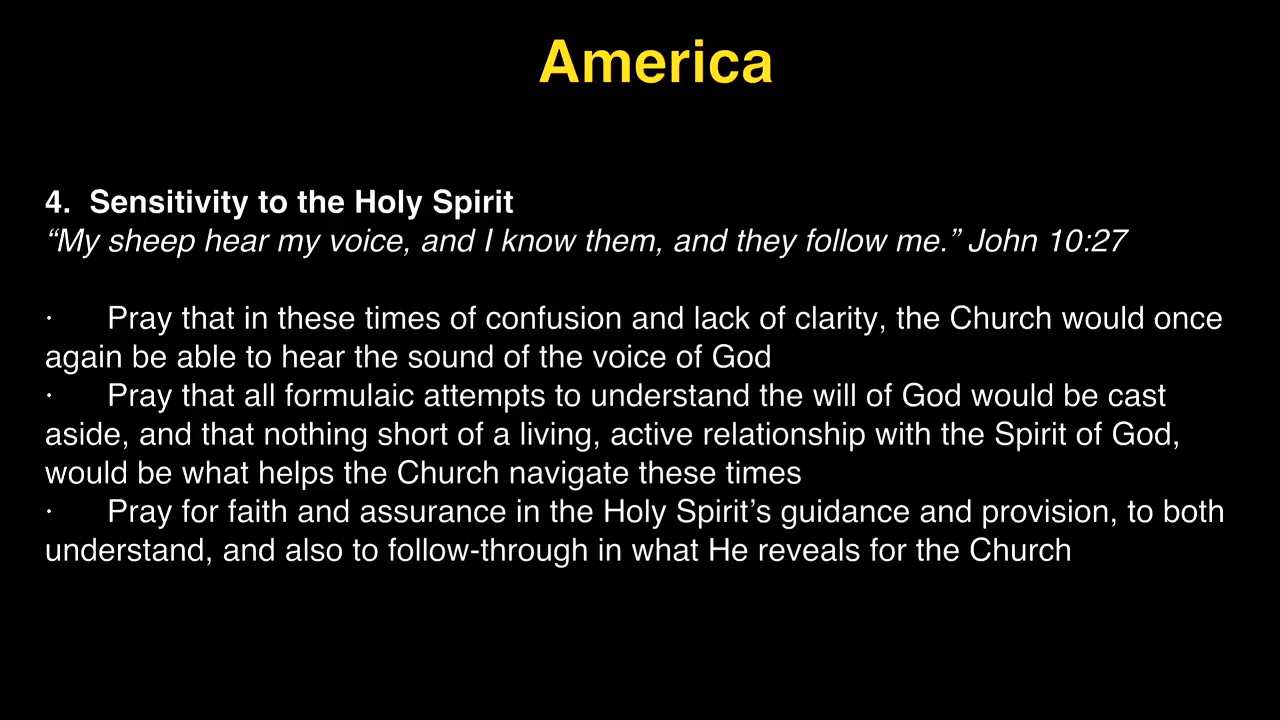 America
4.  Sensitivity to the Holy Spirit
“My sheep hear my voice, and I know them, and they follow me.” John 10:27
·      Pray that in these times of confusion and lack of clarity, the Church would once
again be able to hear the sound of the voice of God
·      Pray that all formulaic attempts to understand the will of God would be cast
aside, and that nothing short of a living, active relationship with the Spirit of God,
would be what helps the Church navigate these times
·      Pray for faith and assurance in the Holy Spirit’s guidance and provision, to both
understand, and also to follow-through in what He reveals for the Church